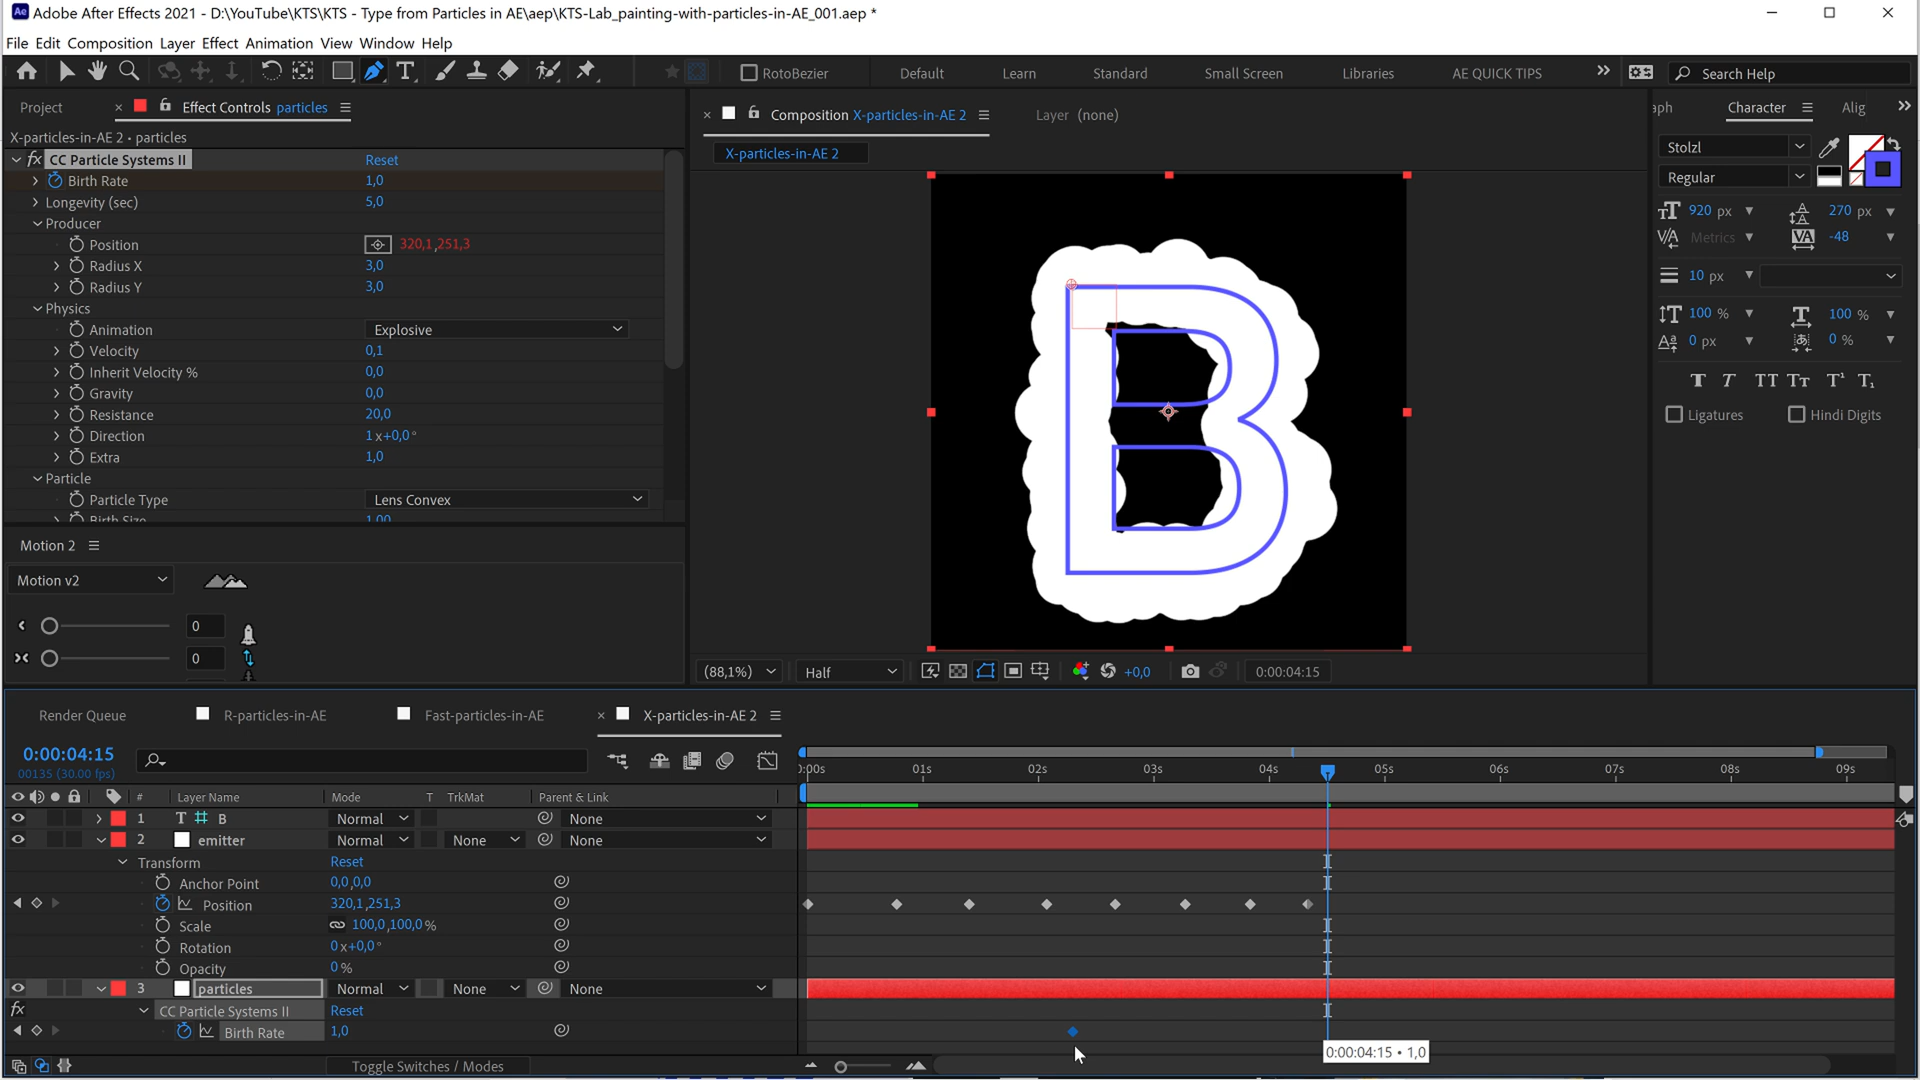 Ae Adobe After Effects 2021 - D:\YouTube\KTS\KTS - Type from Particles in AE\aep\KTS-Lab_painting-with-particles-in-AE_001.aep *
File Edit Composition Layer Effect Animation View Window Help
T RotoBezier Default Learn Standard Small Screen Libraries AE QUICK TIPS » Search Help
Project × Effect Controls particles × Composition X-particles-in-AE 2 Layer (none) aph Character Alig »
X-particles-in-AE 2 • particles
X-particles-in-AE 2
fx CC Particle Systems II Reset
Birth Rate 1,0
Longevity (sec) 5,0
Producer
Position 320,1,251,3
Radius X 3,0
Radius Y 3,0
Physics
Animation Explosive
Velocity 0,1
Inherit Velocity % 0,0
Gravity 0,0
Resistance 20,0
Direction 1 x+0,0°
Extra 1,0
Particle
Particle Type Lens Convex
Birth Size 1,00
Stolzl
Regular
920 px 270 px
Metrics -48
10 px
100 % 100 %
0 px 0 %
T T TT Tt T¹ T₁
Ligatures Hindi Digits
B
Motion 2
Motion v2
0
0
(88,1%) Half +0,0 0:00:04:15
Render Queue R-particles-in-AE Fast-particles-in-AE × X-particles-in-AE 2
0:00:04:15
00135 (30.00 fps)
):00s 01s 02s 03s 04s 05s 06s 07s 08s 09s
# Layer Name Mode T TrkMat Parent & Link
1 T B Normal None
2 emitter Normal None None
Transform Reset
Anchor Point 0,0,0,0
Position 320,1,251,3
Scale 100,0,100,0 %
Rotation 0 x+0,0°
Opacity 0 %
3 particles Normal None None
fx CC Particle Systems II Reset
Birth Rate 1,0
0:00:04:15 • 1,0
Toggle Switches / Modes